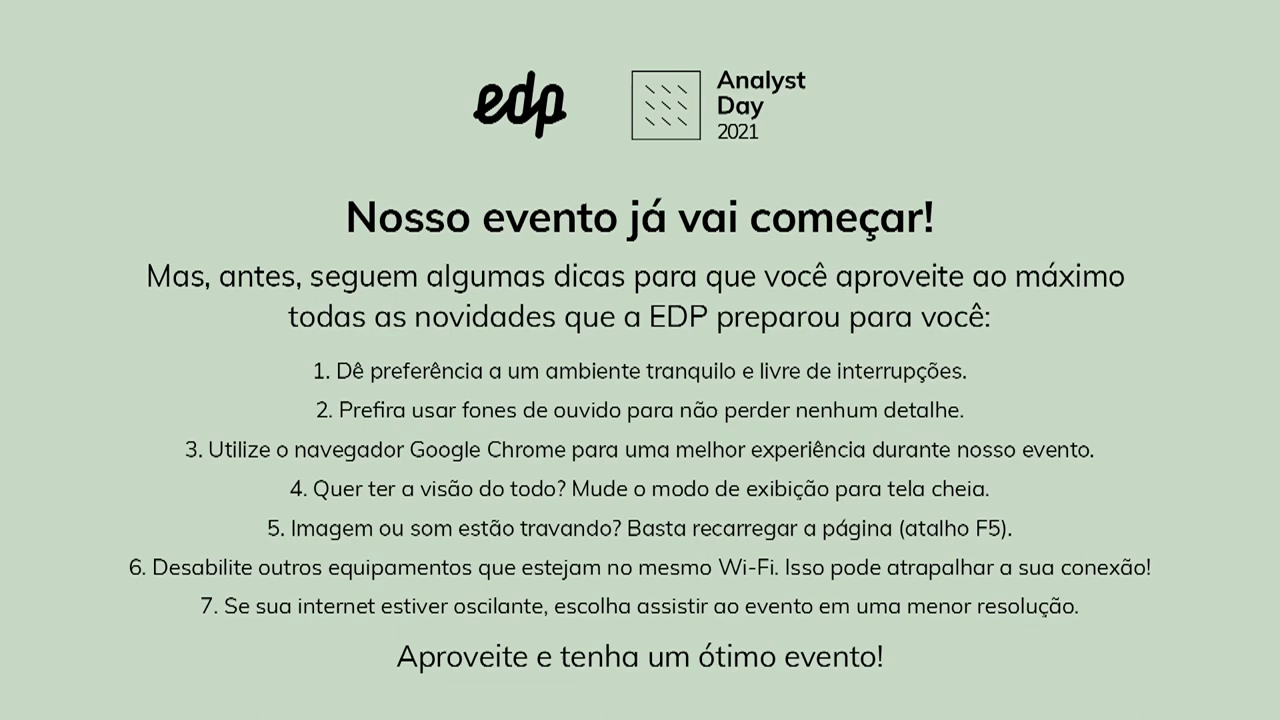 edp
Analyst
Day
2021
Nosso evento já vai começar!
Mas, antes, seguem algumas dicas para que você aproveite ao máximo
todas as novidades que a EDP preparou para você:
1. Dê preferência a um ambiente tranquilo e livre de interrupções.
2. Prefira usar fones de ouvido para não perder nenhum detalhe.
3. Utilize o navegador Google Chrome para uma melhor experiência durante nosso evento.
4. Quer ter a visão do todo? Mude o modo de exibição para tela cheia.
5. Imagem ou som estão travando? Basta recarregar a página (atalho F5).
6. Desabilite outros equipamentos que estejam no mesmo Wi-Fi. Isso pode atrapalhar a sua conexão!
7. Se sua internet estiver oscilante, escolha assistir ao evento em uma menor resolução.
Aproveite e tenha um ótimo evento!